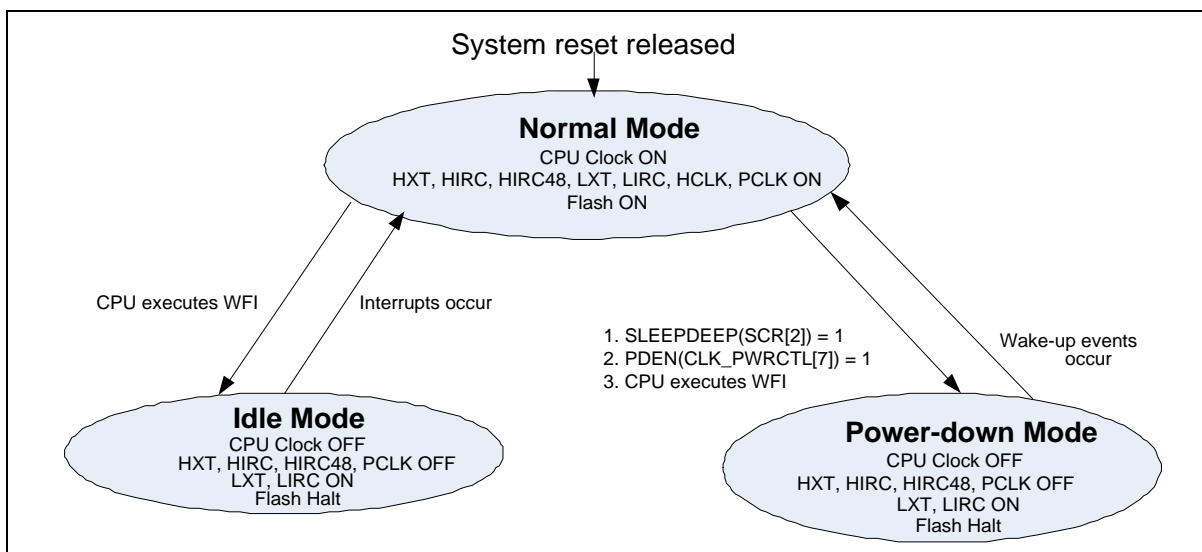 System reset released
Normal Mode
CPU Clock ON
HXT, HIRC, HIRC48, LXT, LIRC, HCLK, PCLK ON
Flash ON
CPU executes WFI
Interrupts occur
1. SLEEPDEEP(SCR[2]) = 1
2. PDEN(CLK_PWRCTL[7]) = 1
3. CPU executes WFI
Wake-up events
occur
Idle Mode
CPU Clock OFF
HXT, HIRC, HIRC48, PCLK OFF
LXT, LIRC ON
Flash Halt
Power-down Mode
CPU Clock OFF
HXT, HIRC, HIRC48, PCLK OFF
LXT, LIRC ON
Flash Halt